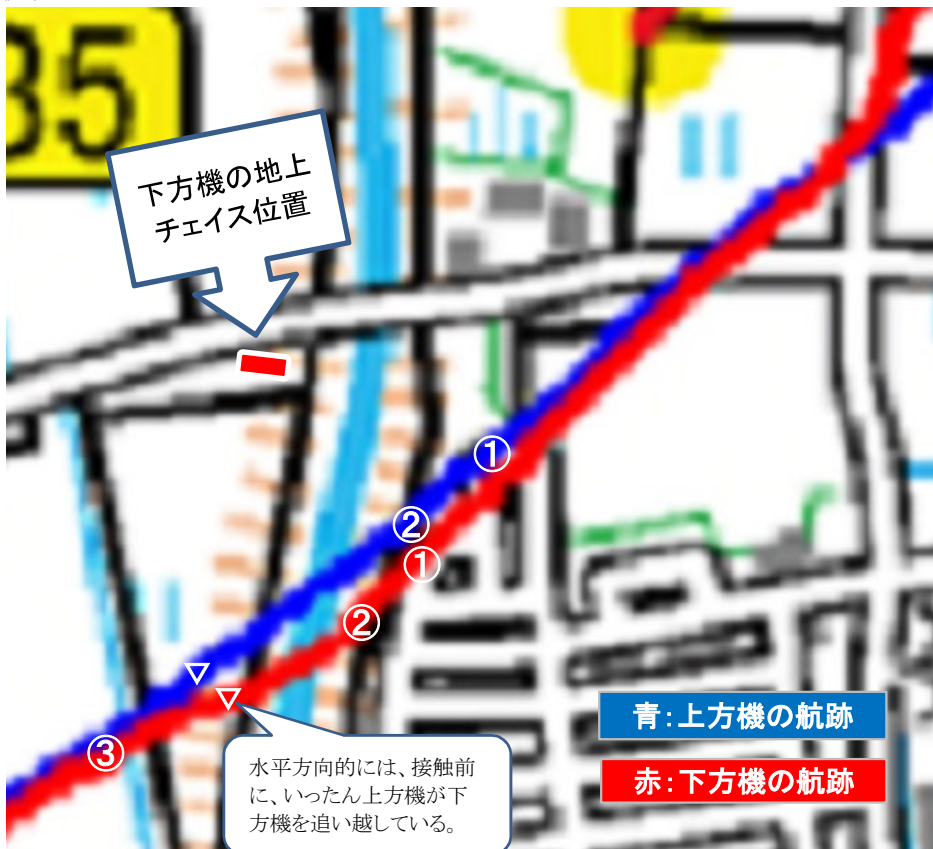 35
下方機の地上
チェイス位置
①
②
①
②
③
水平方向的には、接触前
に、いったん上方機が下
方機を追い越している。
青：上方機の航跡
赤：下方機の航跡